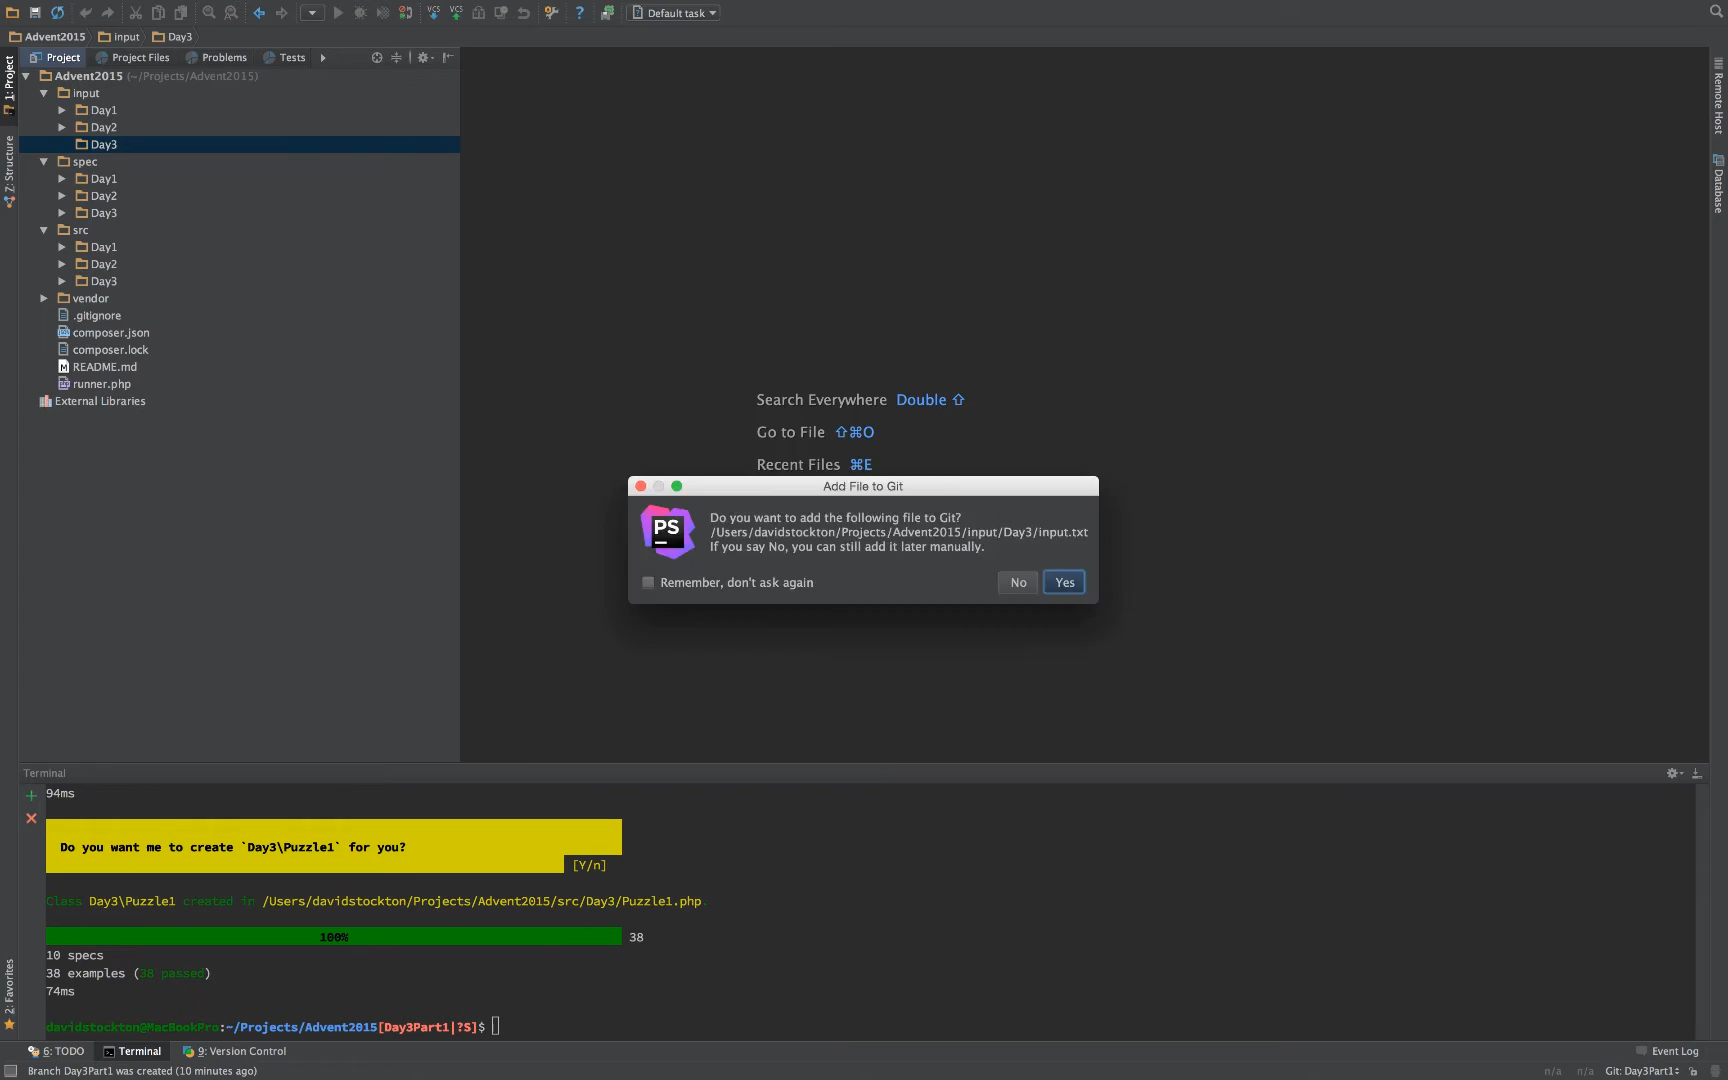 Default task
Advent2015
input
Day3
Project
Project Files
Problems
Tests
1: Project
Z: Structure
2: Favorites
Advent2015 (~/Projects/Advent2015)
input
Day1
Day2
Day3
spec
Day1
Day2
Day3
src
Day1
Day2
Day3
vendor
.gitignore
composer.json
composer.lock
README.md
runner.php
External Libraries
Remote Host
Database
Search Everywhere Double ⇧
Go to File ⇧⌘O
Recent Files ⌘E
Add File to Git
PS
Do you want to add the following file to Git?
/Users/davidstockton/Projects/Advent2015/input/Day3/input.txt
If you say No, you can still add it later manually.
Remember, don't ask again
No
Yes
Terminal
94ms
Do you want me to create `Day3\Puzzle1` for you?
[Y/n]
Class Day3\Puzzle1 created in /Users/davidstockton/Projects/Advent2015/src/Day3/Puzzle1.php.
100% 38
10 specs
38 examples (38 passed)
74ms
davidstockton@MacBookPro:~/Projects/Advent2015[Day3Part1|?S]$
6: TODO
Terminal
9: Version Control
Event Log
Branch Day3Part1 was created (10 minutes ago)
n/a
n/a
Git: Day3Part1